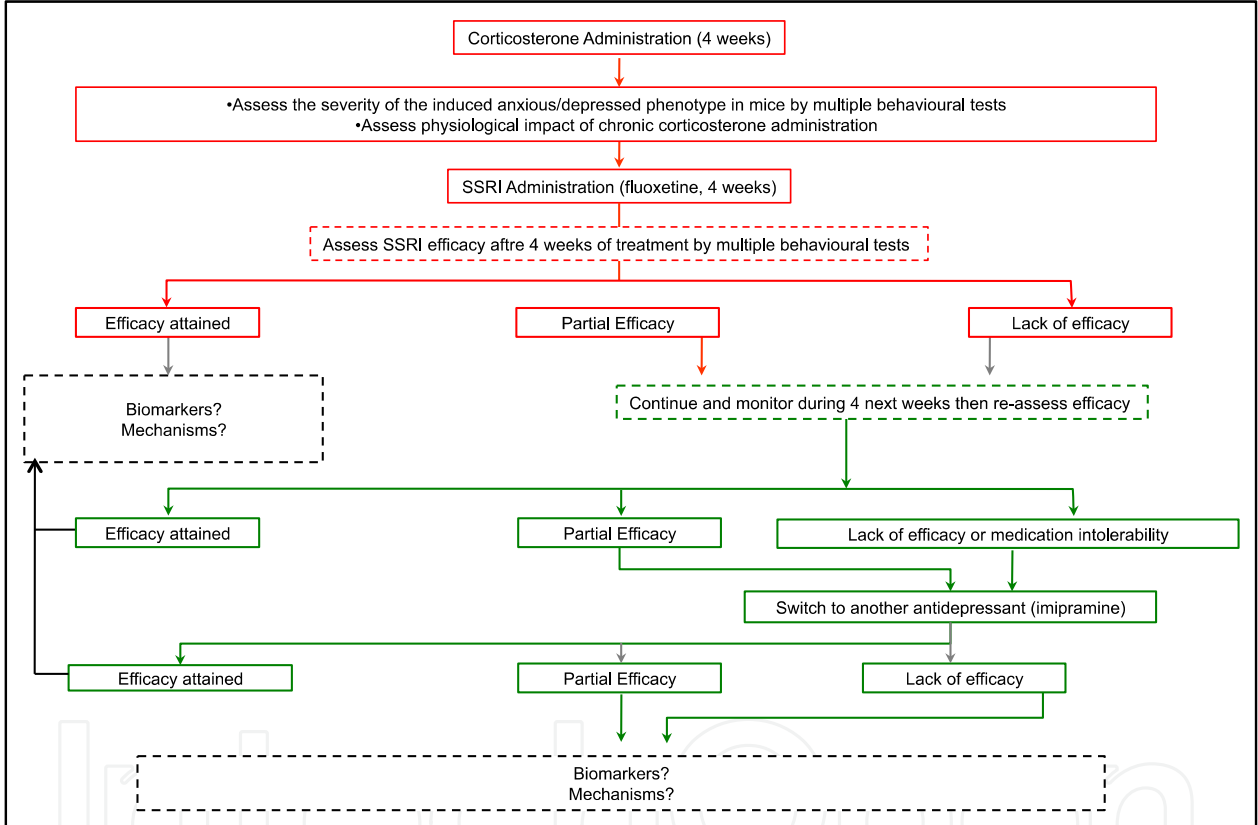 Corticosterone Administration (4 weeks)
•Assess the severity of the induced anxious/depressed phenotype in mice by multiple behavioural tests
•Assess physiological impact of chronic corticosterone administration
SSRI Administration (fluoxetine, 4 weeks)
Assess SSRI efficacy aftre 4 weeks of treatment by multiple behavioural tests
Efficacy attained
Partial Efficacy
Lack of efficacy
Biomarkers?
Mechanisms?
Continue and monitor during 4 next weeks then re-assess efficacy
Efficacy attained
Partial Efficacy
Lack of efficacy or medication intolerability
Switch to another antidepressant (imipramine)
Efficacy attained
Partial Efficacy
Lack of efficacy
Biomarkers?
Mechanisms?